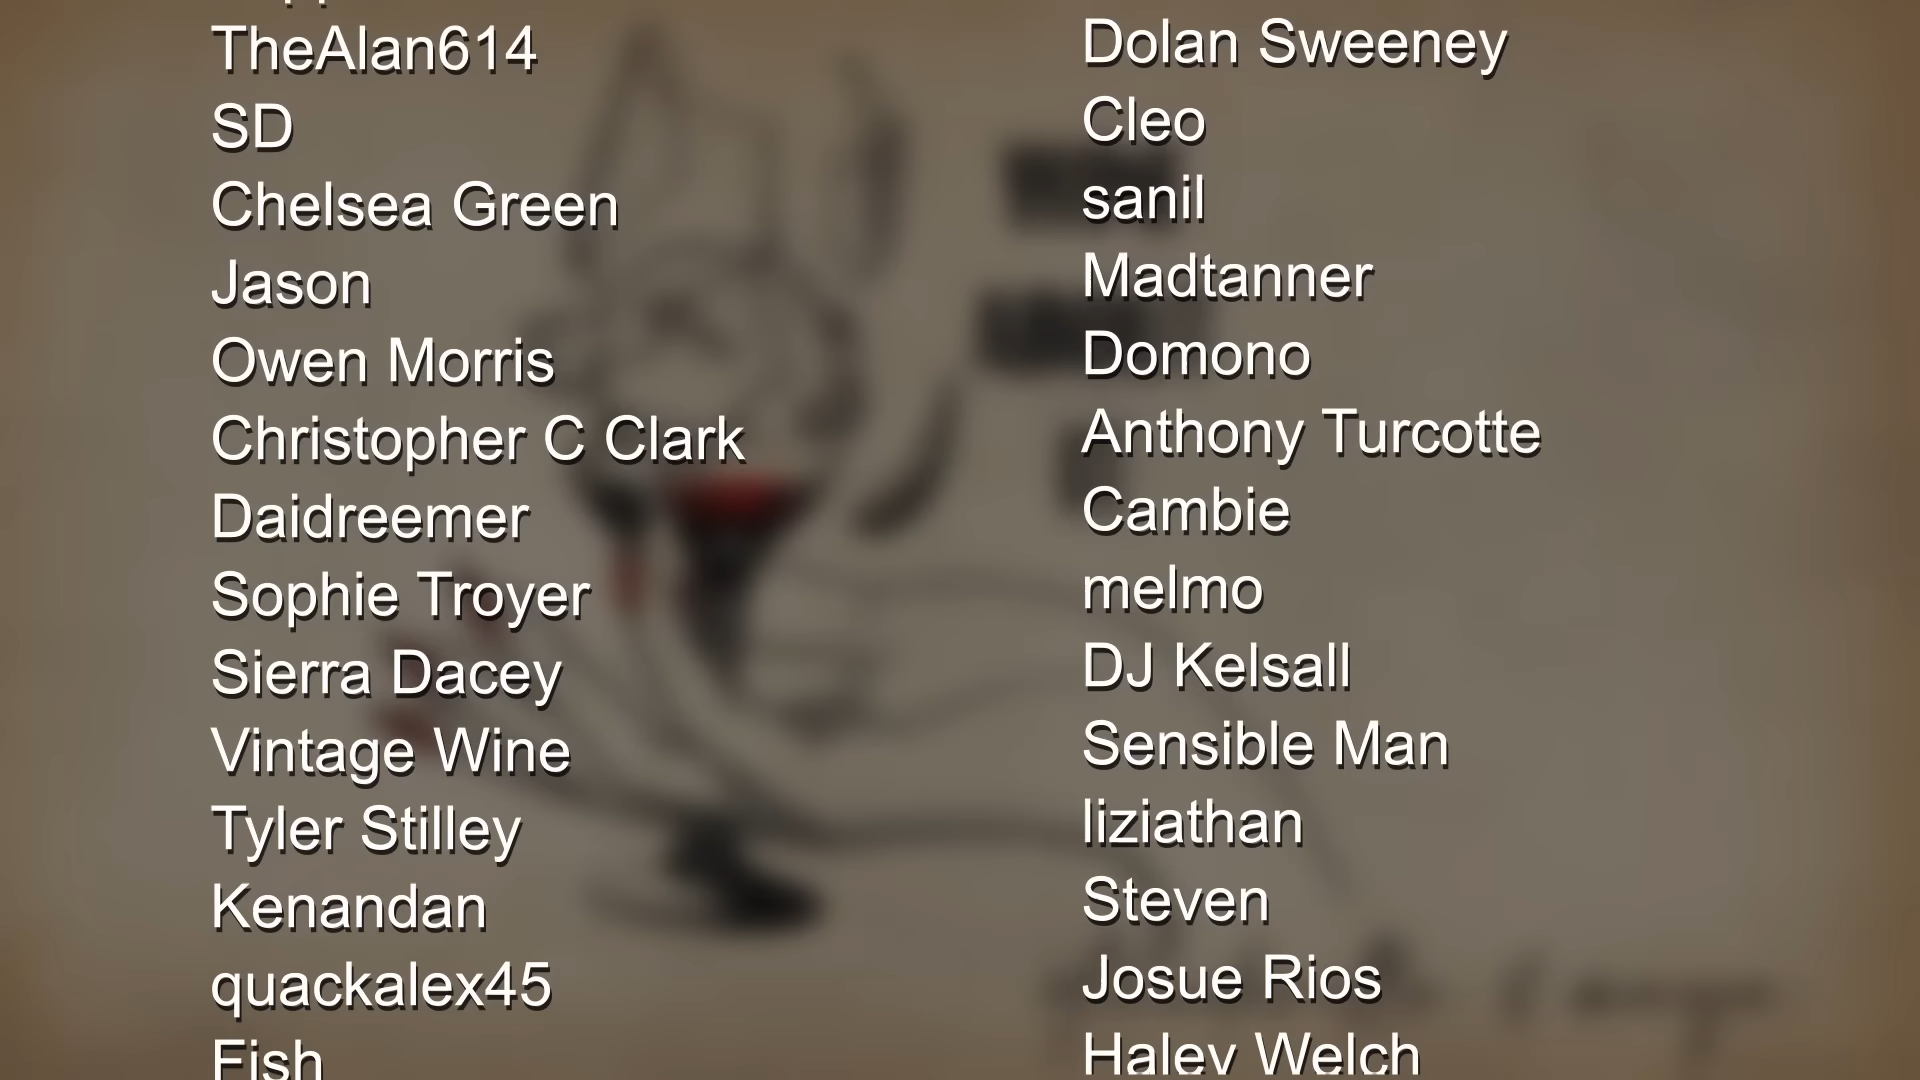 TheAlan614
SD
Chelsea Green
Jason
Owen Morris
Christopher C Clark
Daidreemer
Sophie Troyer
Sierra Dacey
Vintage Wine
Tyler Stilley
Kenandan
quackalex45
Fish
Dolan Sweeney
Cleo
sanil
Madtanner
Domono
Anthony Turcotte
Cambie
melmo
DJ Kelsall
Sensible Man
liziathan
Steven
Josue Rios
Haley Welch